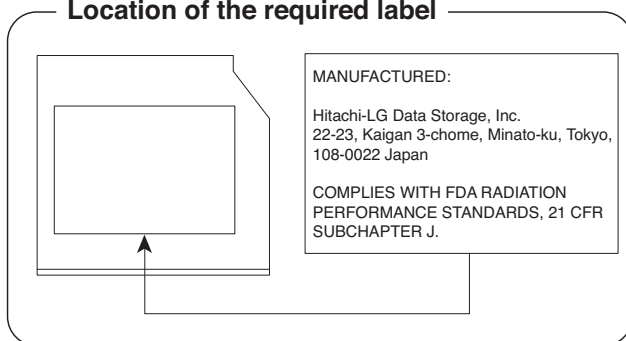 Location of the required label
MANUFACTURED:
Hitachi-LG Data Storage, Inc.
22-23, Kaigan 3-chome, Minato-ku, Tokyo,
108-0022 Japan
COMPLIES WITH FDA RADIATION
PERFORMANCE STANDARDS, 21 CFR
SUBCHAPTER J.